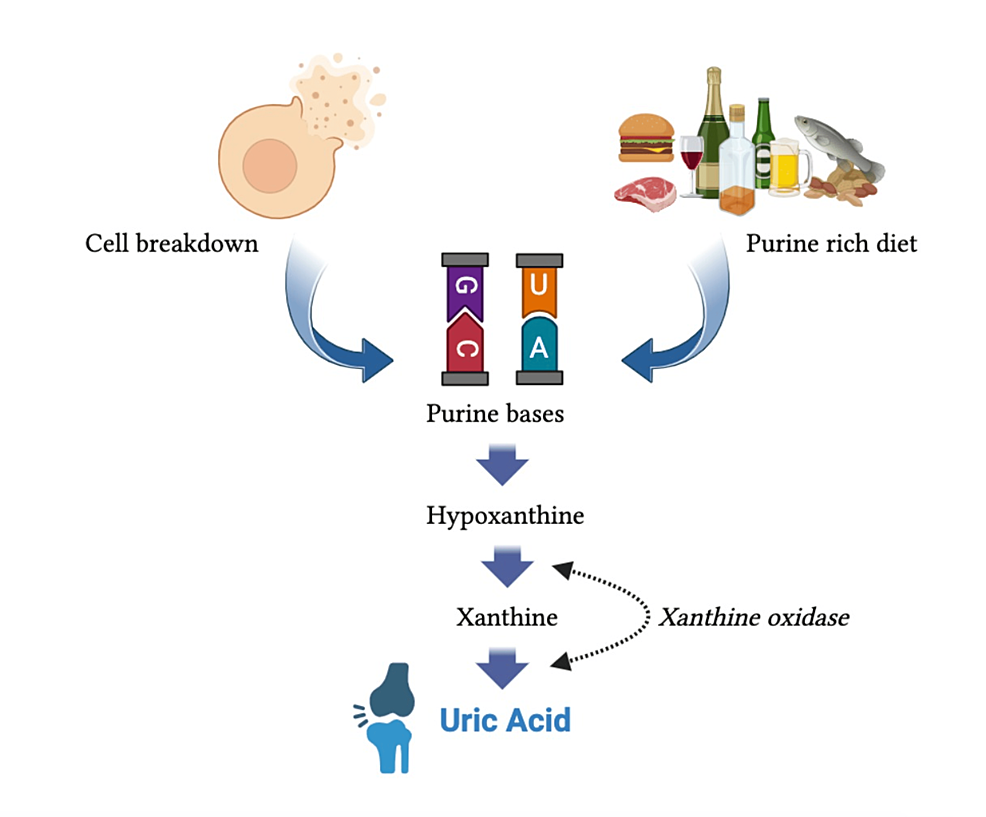 Cell breakdown
Purine rich diet
G
U
C
A
Purine bases
Hypoxanthine
Xanthine
Xanthine oxidase
Uric Acid